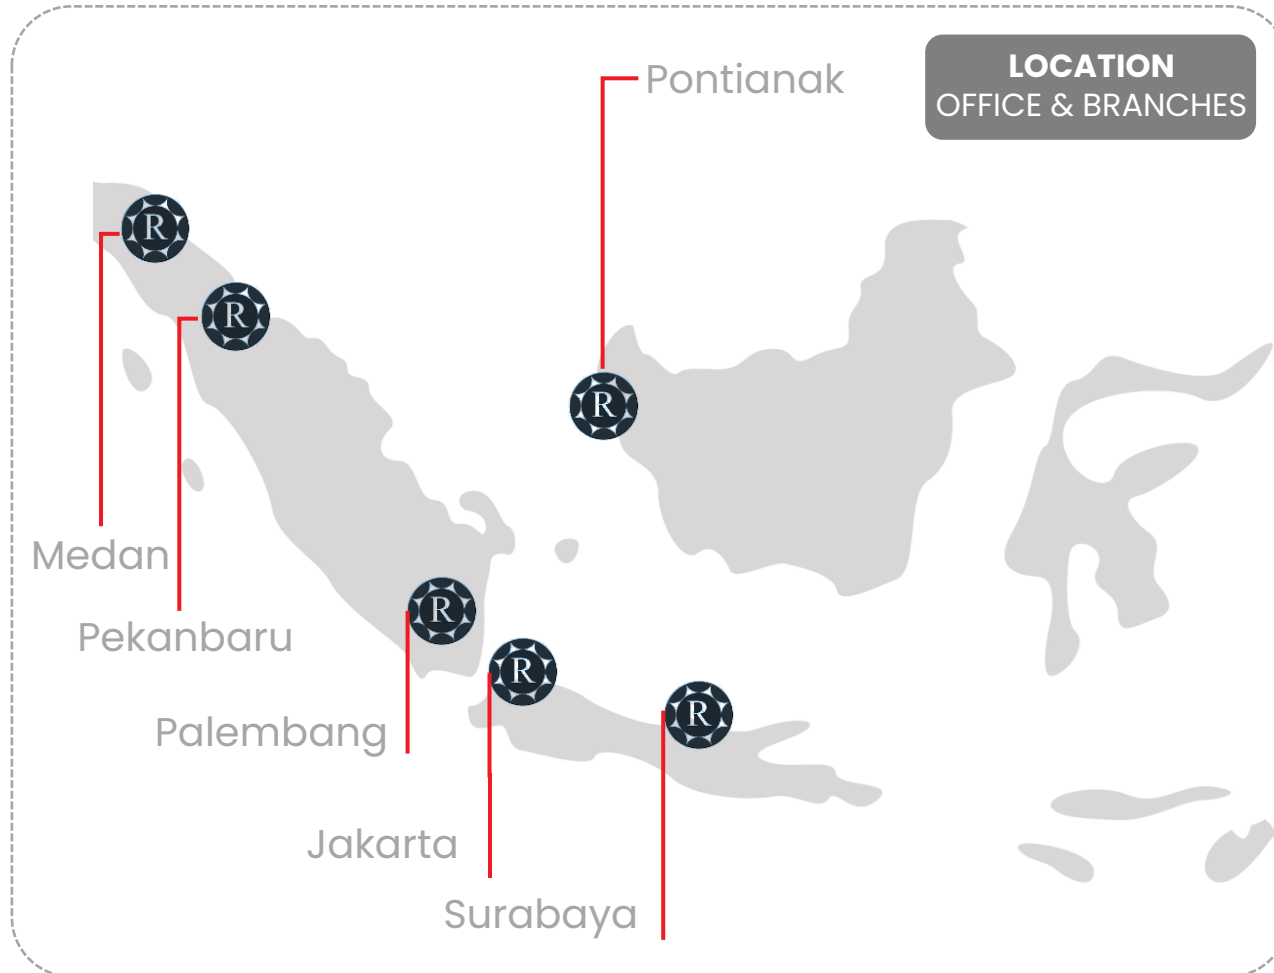 Pontianak
LOCATION
OFFICE & BRANCHES
R
R
R
Medan
R
Pekanbaru
R
R
Palembang
Jakarta
Surabaya